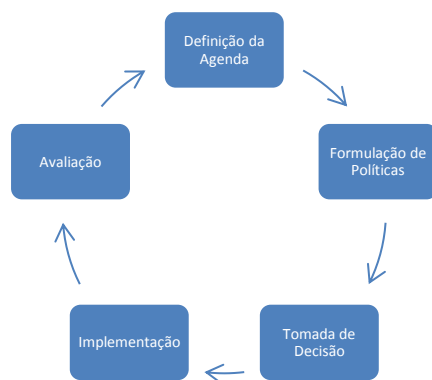 Definição da
Agenda
Formulação de
Políticas
Tomada de
Decisão
Implementação
Avaliação